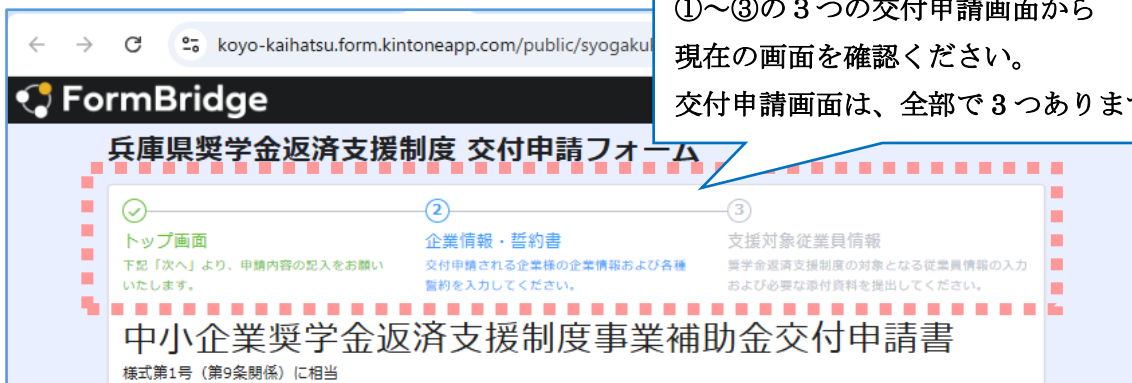 ①～③の３つの交付申請画面から
現在の画面を確認ください。
交付申請画面は、全部で３つあります
koyo-kaihatsu.form.kintoneapp.com/public/syogaku
FormBridge
兵庫県奨学金返済支援制度 交付申請フォーム
2
3
トップ画面
企業情報・誓約書
支援対象従業員情報
下記「次へ」より、申請内容の記入をお願い
いたします。
交付申請される企業様の企業情報および各種
誓約を入力してください。
奨学金返済支援制度の対象となる従業員情報の入力
および必要な添付資料を提出してください。
中小企業奨学金返済支援制度事業補助金交付申請書
様式第1号（第9条関係）に相当